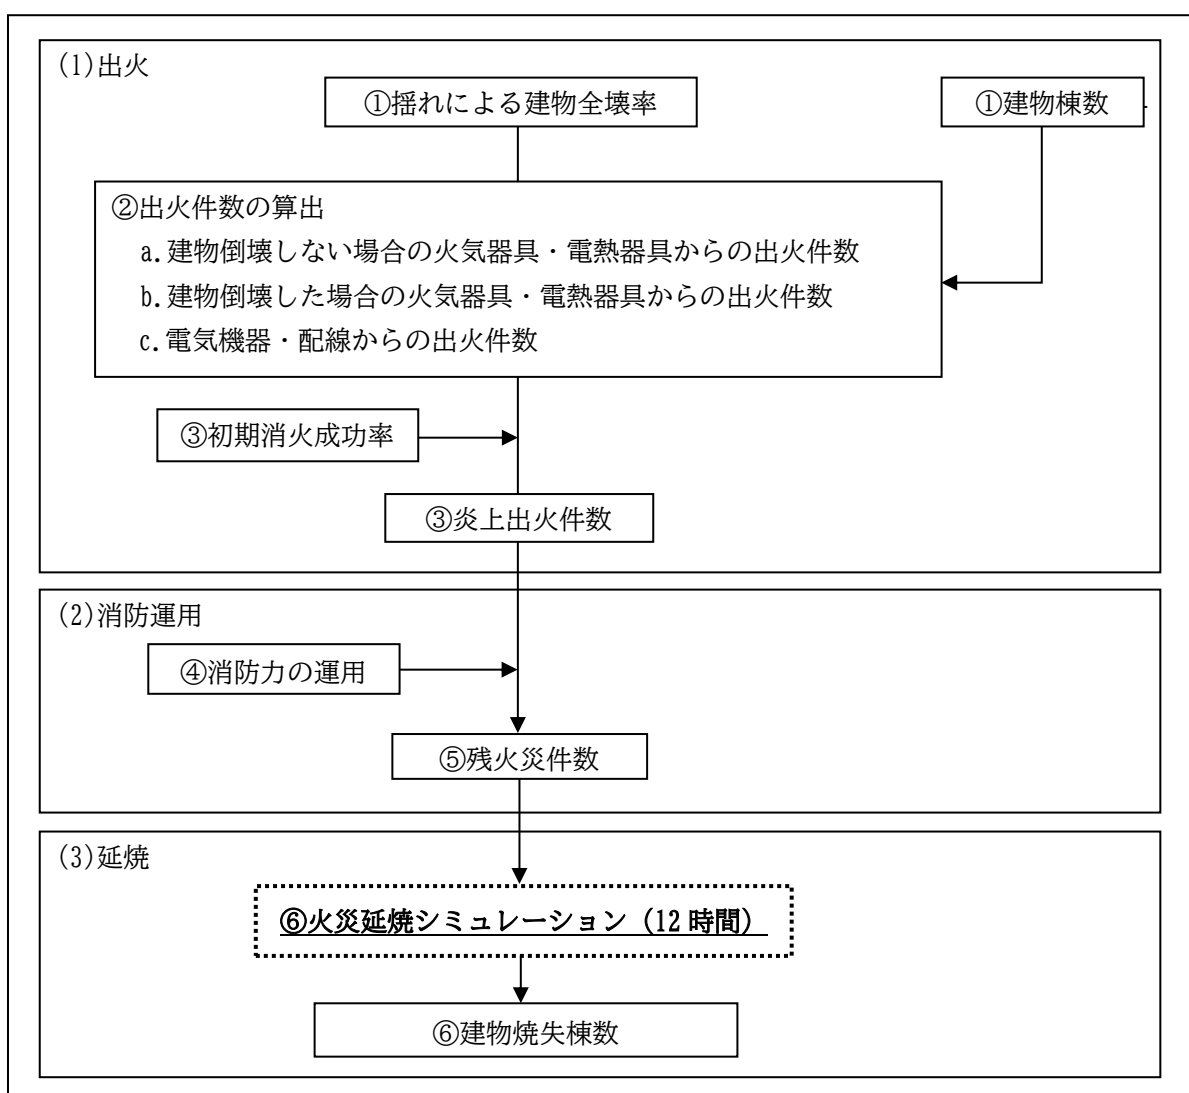 (1)出火
①揺れによる建物全壊率
①建物棟数
②出火件数の算出
a.建物倒壊しない場合の火気器具・電熱器具からの出火件数
b.建物倒壊した場合の火気器具・電熱器具からの出火件数
c.電気機器・配線からの出火件数
③初期消火成功率
③炎上出火件数
(2)消防運用
④消防力の運用
⑤残火災件数
(3)延焼
⑥火災延焼シミュレーション（12時間）
⑥建物焼失棟数